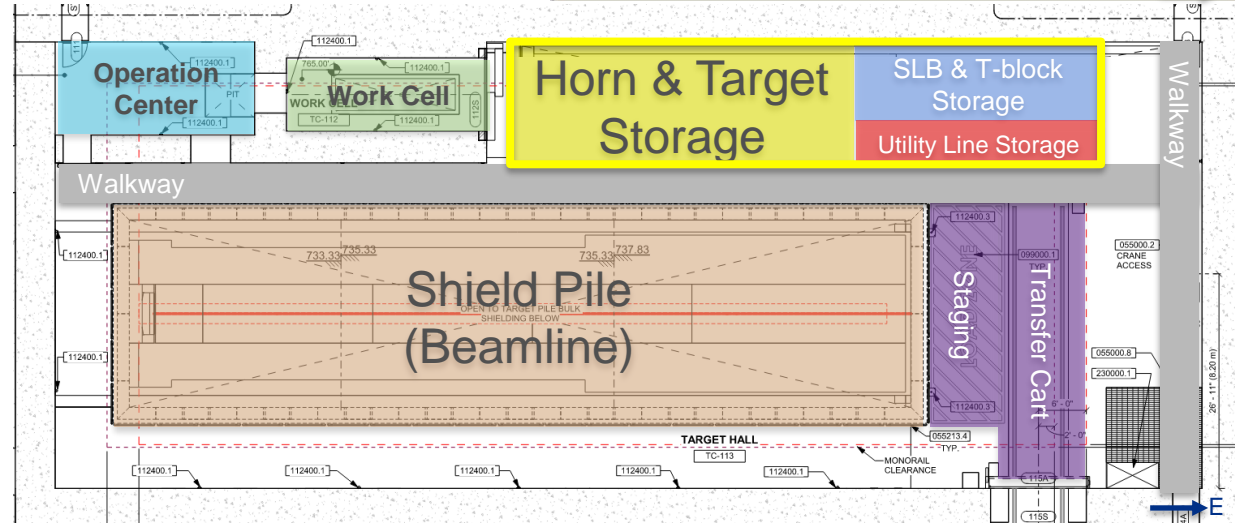 111
112400.1
112400.1
765.00'
112400.1
Operation
Center
PIT
WORK CELL
Work Cell
TC-112
112S
112400.1
112400.1
Horn & Target
Storage
SLB & T-block
Storage
Utility Line Storage
Walkway
Walkway
112400.1
733.33
735.33
735.33
737.83
Shield Pile
(Beamline)
OPEN TO TARGET PILE BULK
SHIELDING BELOW
112400.3
099000.1
TYP.
Staging
Transfer Cart
055000.2
CRANE
ACCESS
112400.1
055000.8
230000.1
26' - 11" (8.20 m)
6' - 0"
2' - 0"
112400.3
055213.4
TYP.
TARGET HALL
TC-113
MONORAIL
CLEARANCE
112400.1
112400.1
112400.1
112400.1
112400.1
115A
115S
E